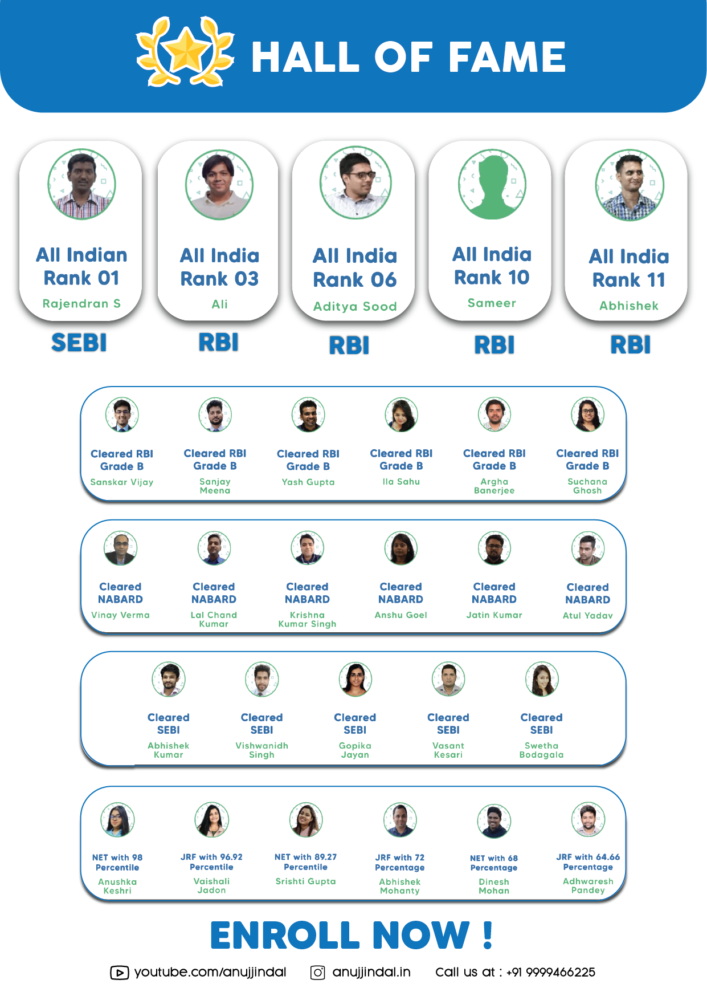 HALL OF FAME
All Indian
Rank 01
Rajendran S
SEBI
All India
Rank 03
Ali
RBI
All India
Rank 06
Aditya Sood
RBI
All India
Rank 10
Sameer
RBI
All India
Rank 11
Abhishek
RBI
Cleared RBI
Grade B
Sanskar Vijay
Cleared RBI
Grade B
Sanjay
Meena
Cleared RBI
Grade B
Yash Gupta
Cleared RBI
Grade B
Ila Sahu
Cleared RBI
Grade B
Argha
Banerjee
Cleared RBI
Grade B
Suchana
Ghosh
Cleared
NABARD
Vinay Verma
Cleared
NABARD
Lal Chand
Kumar
Cleared
NABARD
Krishna
Kumar Singh
Cleared
NABARD
Anshu Goel
Cleared
NABARD
Jatin Kumar
Cleared
NABARD
Atul Yadav
Cleared
SEBI
Abhishek
Kumar
Cleared
SEBI
Vishwanidh
Singh
Cleared
SEBI
Gopika
Jayan
Cleared
SEBI
Vasant
Kesari
Cleared
SEBI
Swetha
Bodagala
NET with 98
Percentile
Anushka
Keshri
JRF with 96.92
Percentile
Vaishali
Jadon
NET with 89.27
Percentile
Srishti Gupta
JRF with 72
Percentage
Abhishek
Mohanty
NET with 68
Percentage
Dinesh
Mohan
JRF with 64.66
Percentage
Adhwaresh
Pandey
ENROLL NOW !
youtube.com/anujjindal
anujjindal.in
Call us at : +91 9999466225